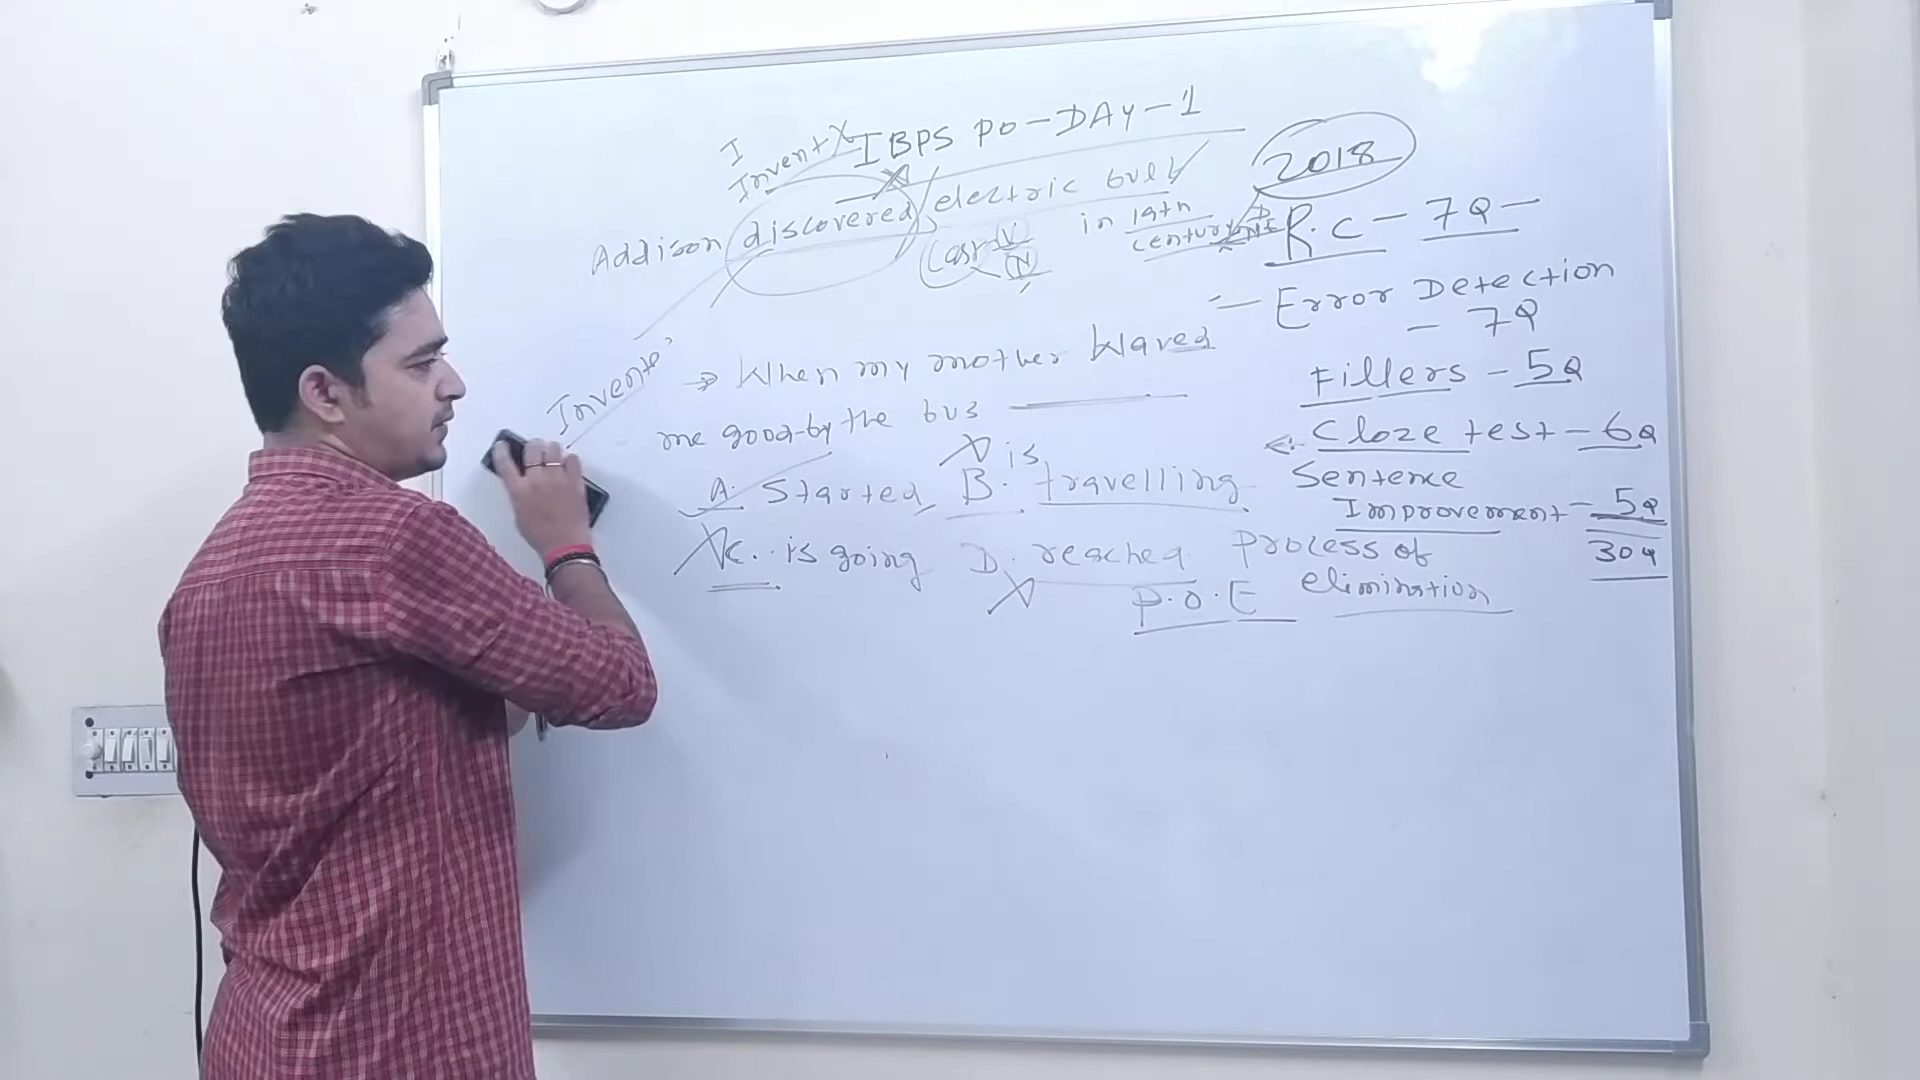 IBPS PO-DAY-1
I
Invent X
Addison discovered / electric bulb
in 19th
century
Case V
N
Invento
→ When my mother waved
me good-by the bus
A. Started B. is travelling
C. is going D. reached
P.O.E
Process of
elimination
2018
R.C - 7Q -
- Error Detection
- 7Q
Fillers - 5Q
Cloze test - 6Q
Sentence
Improvement - 5Q
30Q